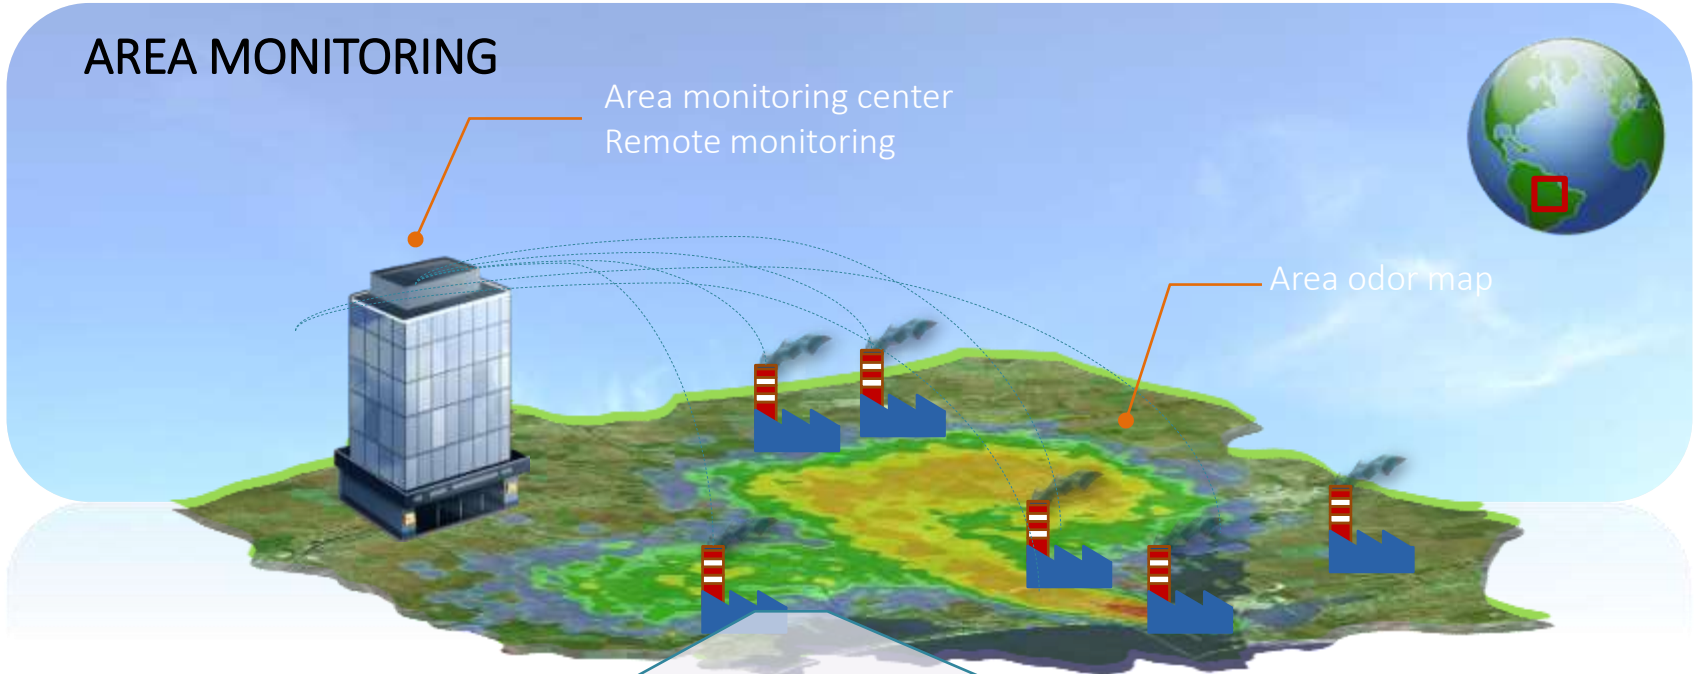 AREA MONITORING
Area monitoring center
Remote monitoring
Area odor map